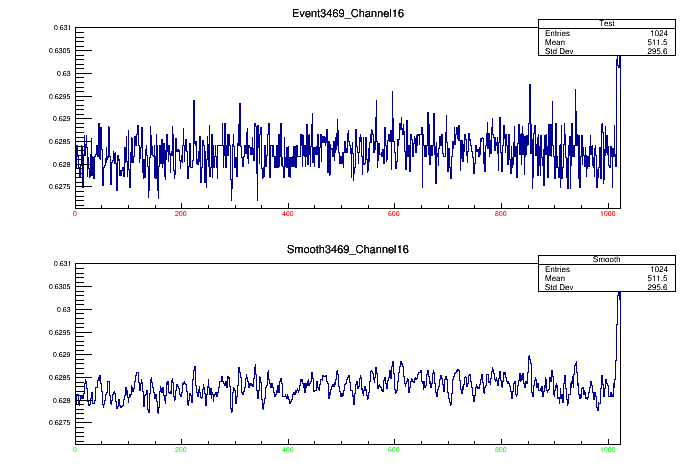 Event3469_Channel16
Test
Entries 1024
Mean 511.5
Std Dev 295.6
0.631
0.6305
0.63
0.6295
0.629
0.6285
0.628
0.6275
0 200 400 600 800 1000
Smooth3469_Channel16
Smooth
Entries 1024
Mean 511.5
Std Dev 295.6
0.631
0.6305
0.63
0.6295
0.629
0.6285
0.628
0.6275
0 200 400 600 800 1000